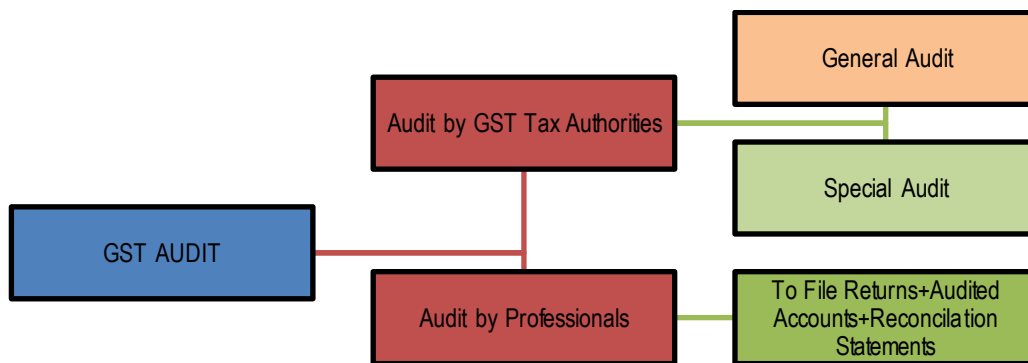 General Audit
Audit by GST Tax Authorities
Special Audit
GST AUDIT
Audit by Professionals
To File Returns+Audited
Accounts+Reconcilation
Statements